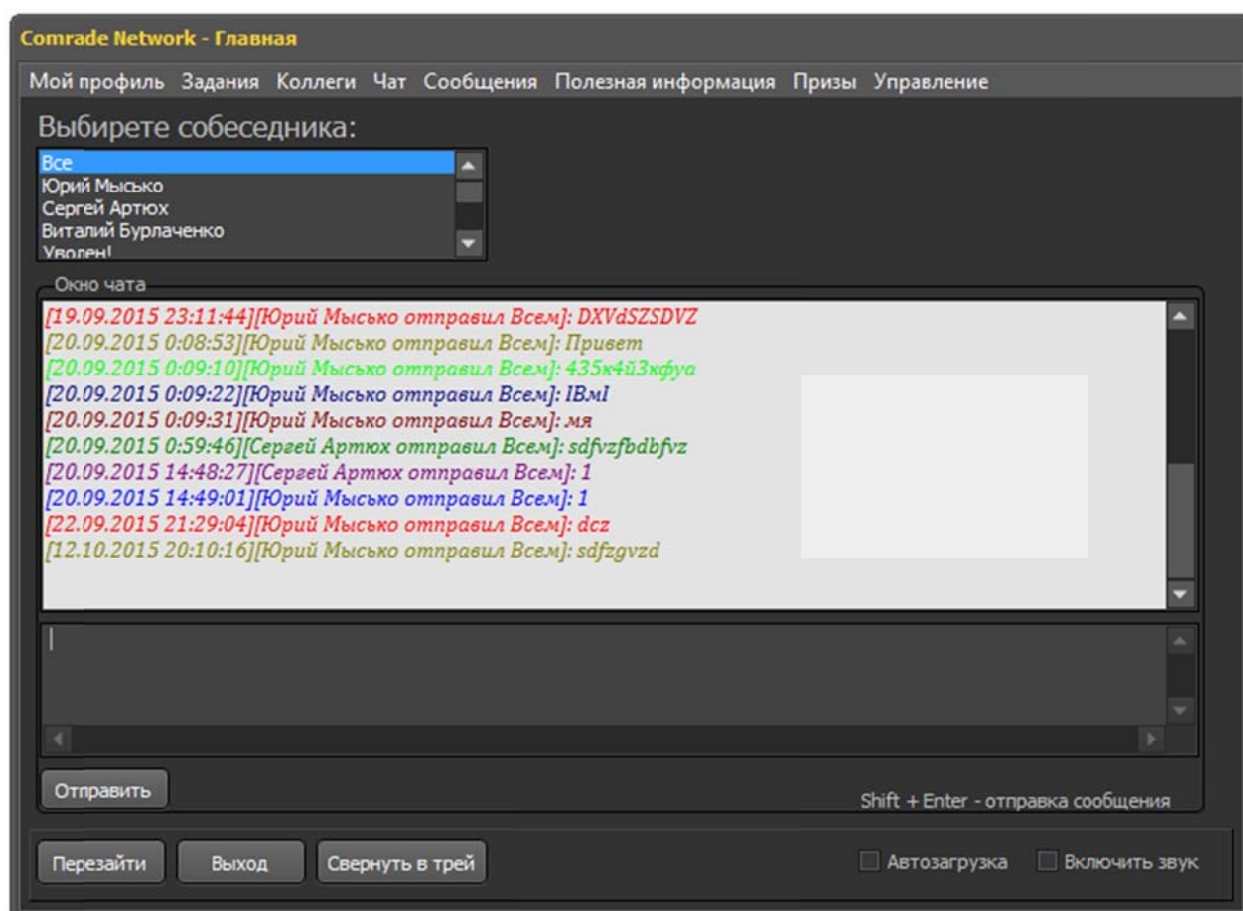 Comrade Network - Главная
Мой профиль Задания Коллеги Чат Сообщения Полезная информация Призы Управление
Выбирете собеседника:
Все
Юрий Мысько
Сергей Артюх
Виталий Бурлаченко
Уволен!
Окно чата
[19.09.2015 23:11:44][Юрий Мысько отправил Всем]: DXVdSZSDVZ
[20.09.2015 0:08:53][Юрий Мысько отправил Всем]: Привет
[20.09.2015 0:09:10][Юрий Мысько отправил Всем]: 435к4й3кфуа
[20.09.2015 0:09:22][Юрий Мысько отправил Всем]: ІВмІ
[20.09.2015 0:09:31][Юрий Мысько отправил Всем]: мя
[20.09.2015 0:59:46][Сергей Артюх отправил Всем]: sdfvzfbdbfvz
[20.09.2015 14:48:27][Сергей Артюх отправил Всем]: 1
[20.09.2015 14:49:01][Юрий Мысько отправил Всем]: 1
[22.09.2015 21:29:04][Юрий Мысько отправил Всем]: dcz
[12.10.2015 20:10:16][Юрий Мысько отправил Всем]: sdfzgvzd
Отправить
Shift + Enter - отправка сообщения
Перезайти Выход Свернуть в трей Автозагрузка Включить звук